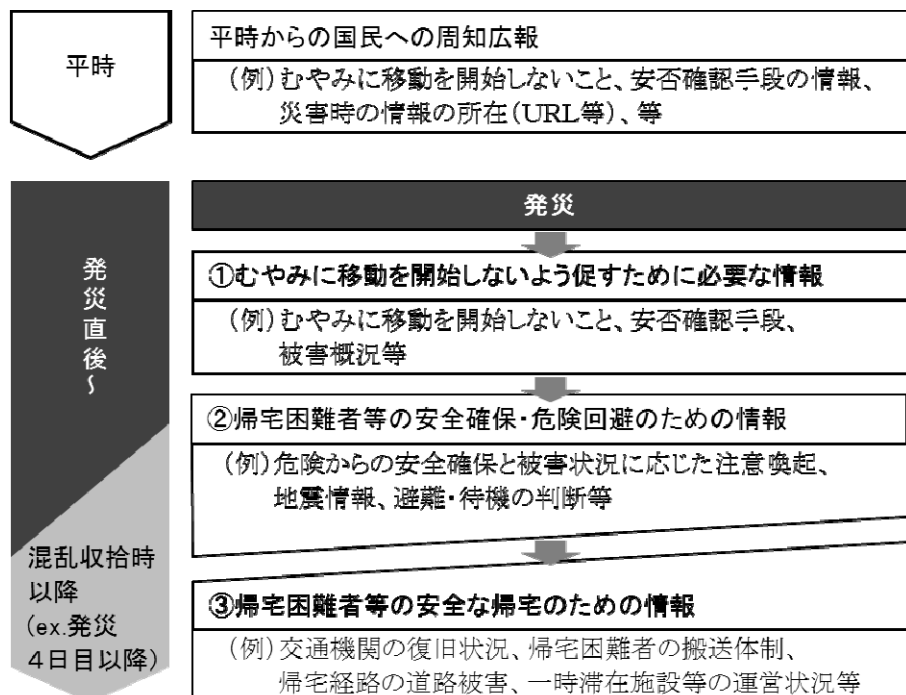 平時
平時からの国民への周知広報
(例)むやみに移動を開始しないこと、安否確認手段の情報、
災害時の情報の所在(URL等)、等
発災直後～
発災
①むやみに移動を開始しないよう促すために必要な情報
(例)むやみに移動を開始しないこと、安否確認手段、
被害概況等
②帰宅困難者等の安全確保・危険回避のための情報
(例)危険からの安全確保と被害状況に応じた注意喚起、
地震情報、避難・待機の判断等
混乱収拾時
以降
(ex.発災
4日目以降)
③帰宅困難者等の安全な帰宅のための情報
(例)交通機関の復旧状況、帰宅困難者の搬送体制、
帰宅経路の道路被害、一時滞在施設等の運営状況等